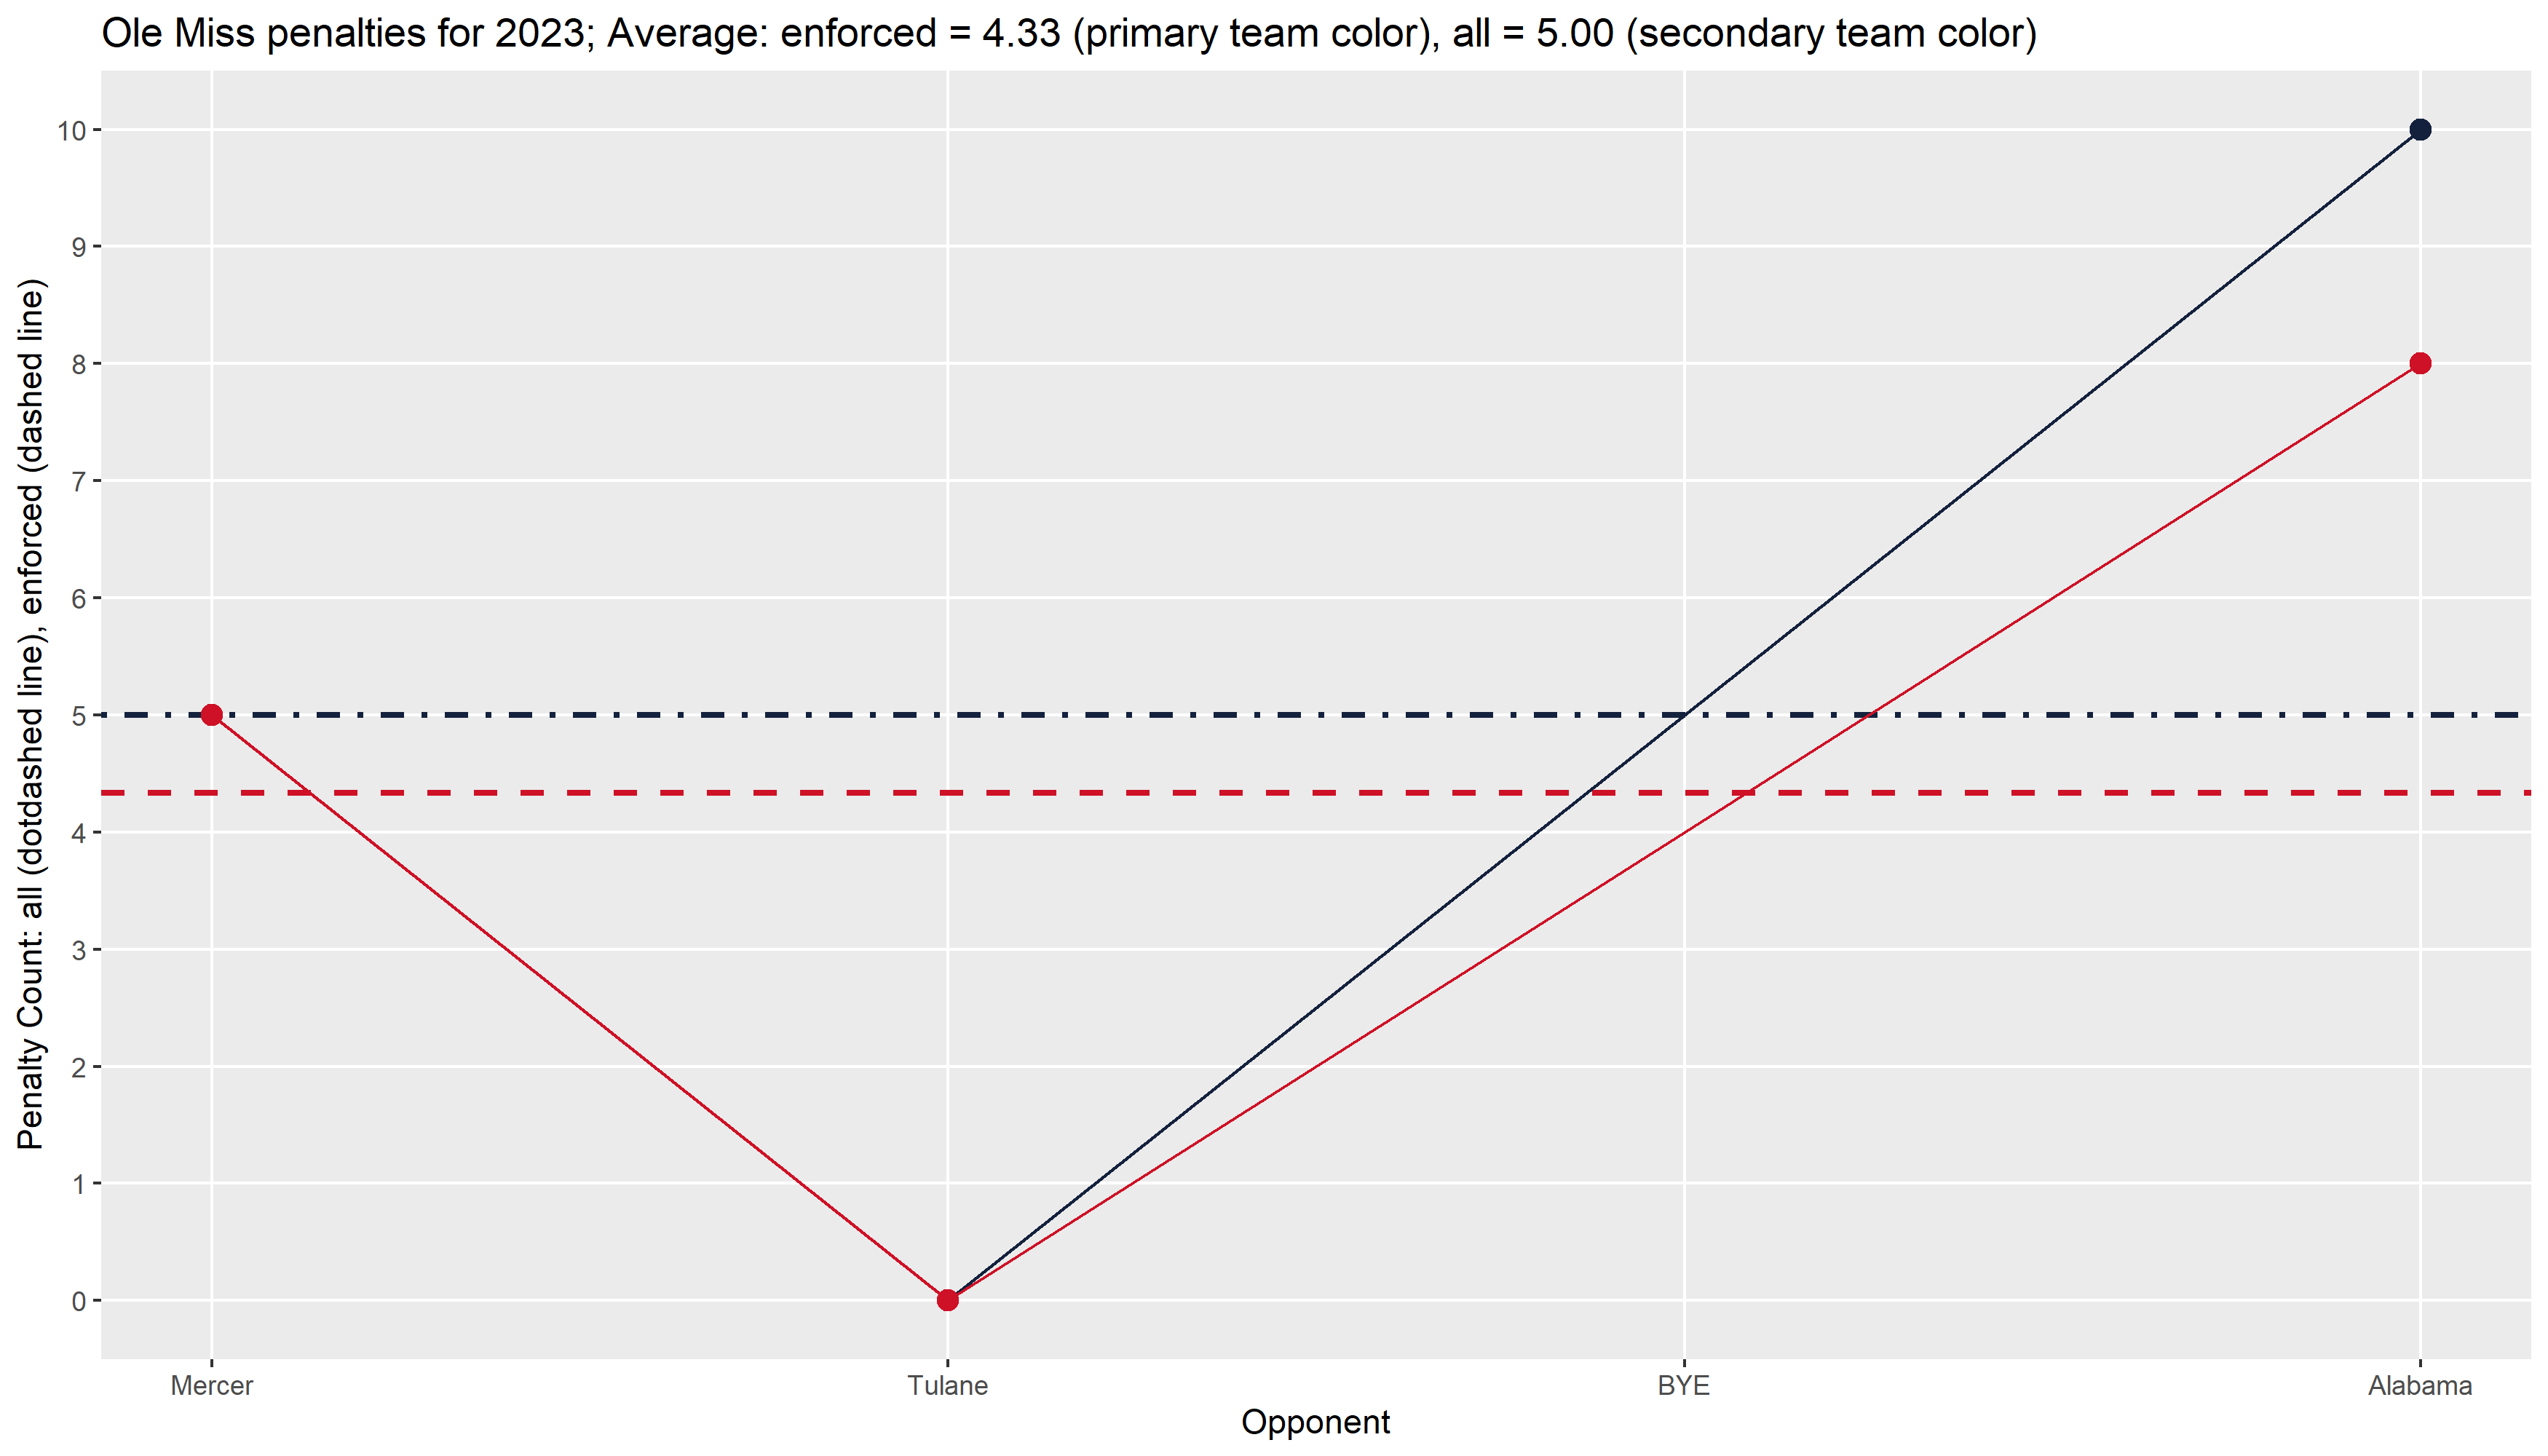 Ole Miss penalties for 2023; Average: enforced = 4.33 (primary team color), all = 5.00 (secondary team color)
Penalty Count: all (dotdashed line), enforced (dashed line)
10
9
8
7
6
5
4
3
2
1
0
Mercer Tulane BYE Alabama
Opponent